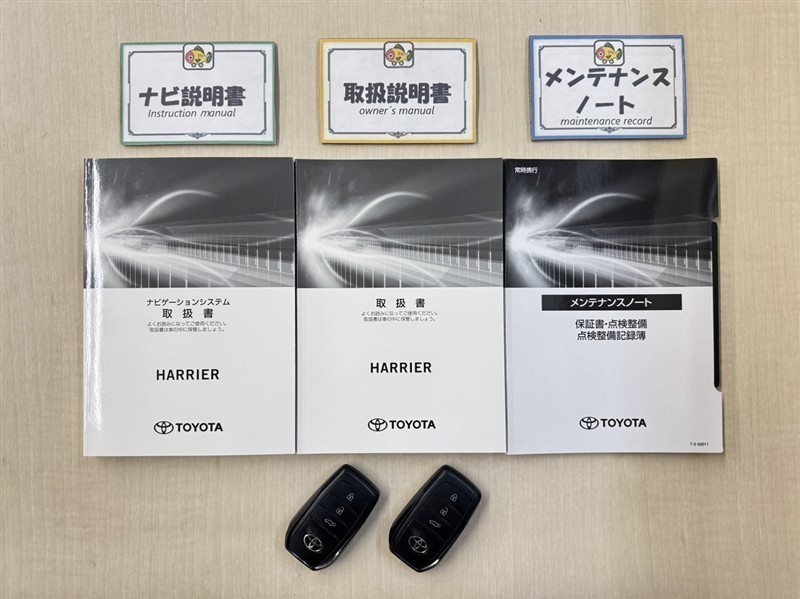 ナビ説明書
Instruction manual
取扱説明書
owner's manual
メンテナンス
ノート
maintenance record
ナビゲーションシステム
取扱書
よくお読みになってご使用ください。
取扱書は車の中に保管しましょう。
HARRIER
TOYOTA
取扱書
よくお読みになってご使用ください。
取扱書は車の中に保管しましょう。
HARRIER
TOYOTA
常時携行
メンテナンスノート
保証書・点検整備
点検整備記録簿
TOYOTA